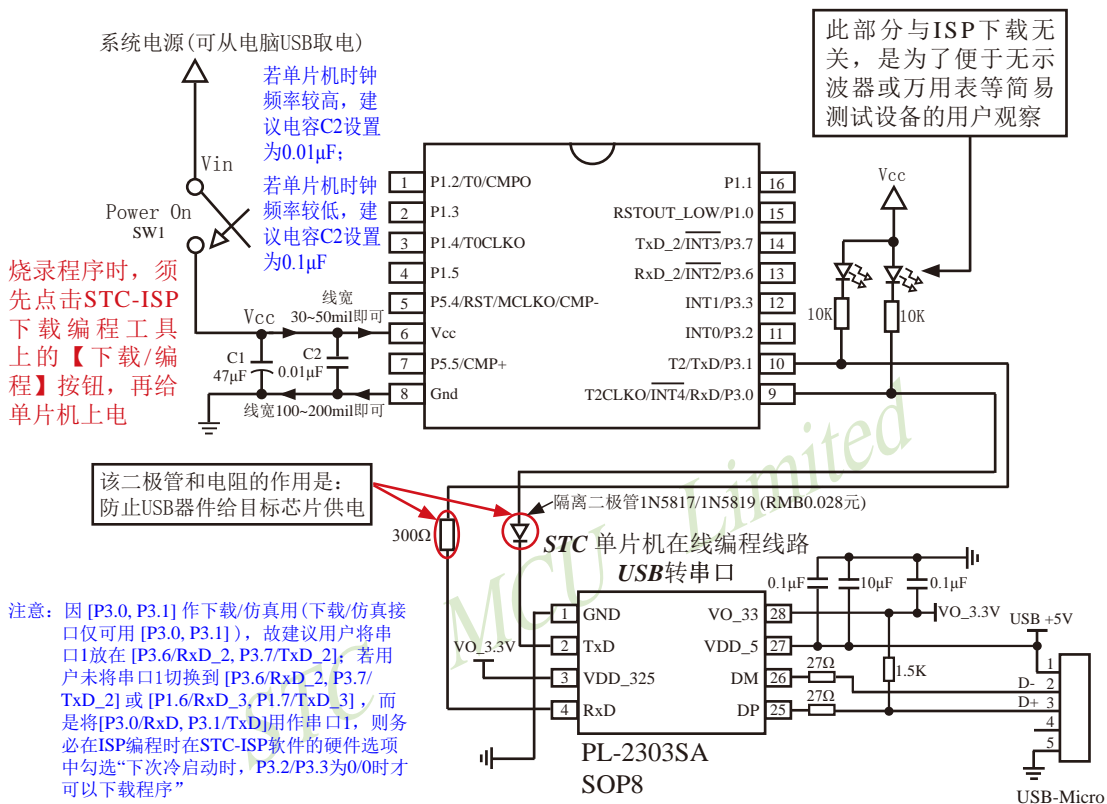 系统电源(可从电脑USB取电)
若单片机时钟
频率较高，建
议电容C2设置
为0.01μF；
若单片机时钟
频率较低，建
议电容C2设置
为0.1μF
此部分与ISP下载无
关，是为了便于无示
波器或万用表等简易
测试设备的用户观察
Vin
Power On
SW1
烧录程序时，须
先点击STC-ISP
下载编程工具
上的【下载/编
程】按钮，再给
单片机上电
Vcc
线宽
30~50mil即可
C1
47μF
C2
0.01μF
线宽100~200mil即可
1 P1.2/T0/CMPO
2 P1.3
3 P1.4/T0CLKO
4 P1.5
5 P5.4/RST/MCLKO/CMP-
6 Vcc
7 P5.5/CMP+
8 Gnd
P1.1 16
RSTOUT_LOW/P1.0 15
TxD_2/INT3/P3.7 14
RxD_2/INT2/P3.6 13
INT1/P3.3 12
INT0/P3.2 11
T2/TxD/P3.1 10
T2CLKO/INT4/RxD/P3.0 9
Vcc
10K
10K
该二极管和电阻的作用是：
防止USB器件给目标芯片供电
300Ω
隔离二极管1N5817/1N5819 (RMB0.028元)
STC 单片机在线编程线路
USB转串口
1 GND
2 TxD
3 VDD_325
4 RxD
VO_33 28
VDD_5 27
DM 26
DP 25
VO_3.3V
PL-2303SA
SOP8
0.1μF
10μF
0.1μF
VO_3.3V
USB +5V
27Ω
27Ω
1.5K
1
D- 2
D+ 3
4
5
USB-Micro
注意：因 [P3.0, P3.1] 作下载/仿真用(下载/仿真接
口仅可用 [P3.0, P3.1] )，故建议用户将串
口1放在 [P3.6/RxD_2, P3.7/TxD_2]；若用
户未将串口1切换到 [P3.6/RxD_2, P3.7/
TxD_2] 或 [P1.6/RxD_3, P1.7/TxD_3] ，而
是将[P3.0/RxD, P3.1/TxD]用作串口1，则务
必在ISP编程时在STC-ISP软件的硬件选项
中勾选“下次冷启动时，P3.2/P3.3为0/0时才
可以下载程序”
STC MCU Limited